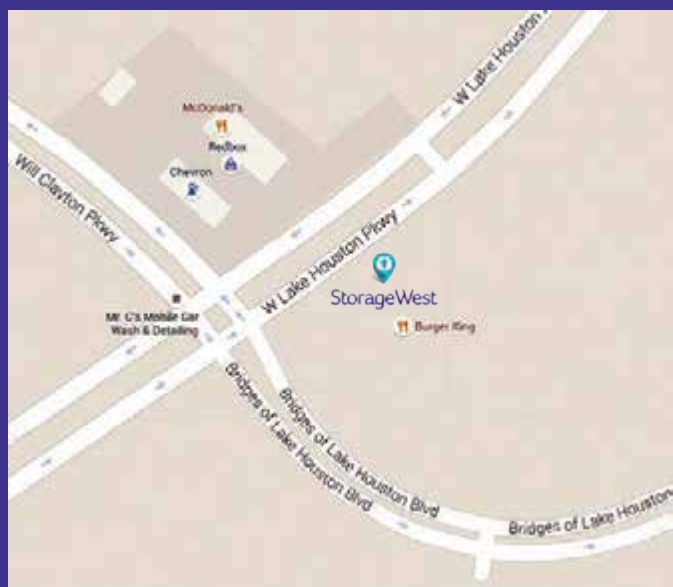 W Lake Houston
McDonald's
Redbox
Chevron
Will Clayton Pkwy
W Lake Houston Pkwy
StorageWest
Mr. C's Mobile Car
Wash & Detailing
Burger King
Bridges of Lake Houston Blvd
Bridges of Lake Houston Blvd
Bridges of Lake Houston